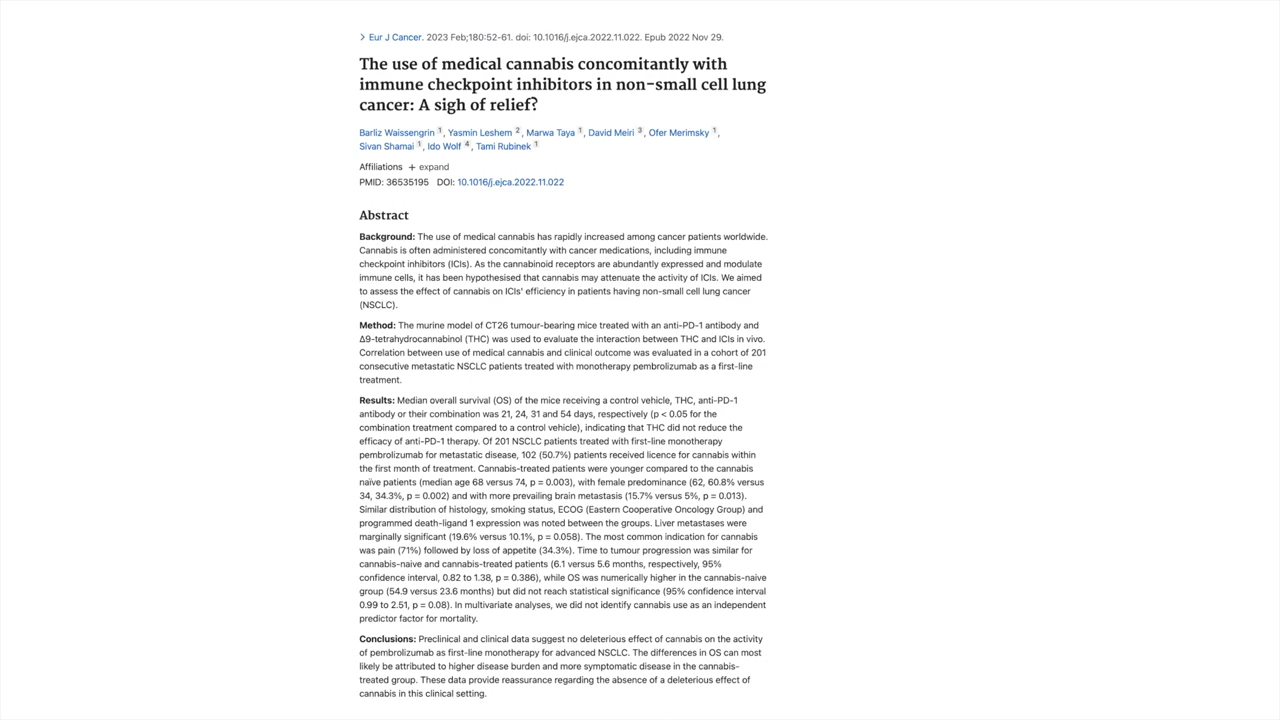 > Eur J Cancer. 2023 Feb;180:52-61. doi: 10.1016/j.ejca.2022.11.022. Epub 2022 Nov 29.
The use of medical cannabis concomitantly with
immune checkpoint inhibitors in non-small cell lung
cancer: A sigh of relief?
Barliz Waissengrin 1, Yasmin Leshem 2, Marwa Taya 1, David Meiri 3, Ofer Merimsky 1,
Sivan Shamai 1, Ido Wolf 4, Tami Rubinek 1
Affiliations + expand
PMID: 36535195 DOI: 10.1016/j.ejca.2022.11.022
Abstract
Background: The use of medical cannabis has rapidly increased among cancer patients worldwide.
Cannabis is often administered concomitantly with cancer medications, including immune
checkpoint inhibitors (ICIs). As the cannabinoid receptors are abundantly expressed and modulate
immune cells, it has been hypothesised that cannabis may attenuate the activity of ICIs. We aimed
to assess the effect of cannabis on ICIs' efficiency in patients having non-small cell lung cancer
(NSCLC).
Method: The murine model of CT26 tumour-bearing mice treated with an anti-PD-1 antibody and
Δ9-tetrahydrocannabinol (THC) was used to evaluate the interaction between THC and ICIs in vivo.
Correlation between use of medical cannabis and clinical outcome was evaluated in a cohort of 201
consecutive metastatic NSCLC patients treated with monotherapy pembrolizumab as a first-line
treatment.
Results: Median overall survival (OS) of the mice receiving a control vehicle, THC, anti-PD-1
antibody or their combination was 21, 24, 31 and 54 days, respectively (p < 0.05 for the
combination treatment compared to a control vehicle), indicating that THC did not reduce the
efficacy of anti-PD-1 therapy. Of 201 NSCLC patients treated with first-line monotherapy
pembrolizumab for metastatic disease, 102 (50.7%) patients received licence for cannabis within
the first month of treatment. Cannabis-treated patients were younger compared to the cannabis
naïve patients (median age 68 versus 74, p = 0.003), with female predominance (62, 60.8% versus
34, 34.3%, p = 0.002) and with more prevailing brain metastasis (15.7% versus 5%, p = 0.013).
Similar distribution of histology, smoking status, ECOG (Eastern Cooperative Oncology Group) and
programmed death-ligand 1 expression was noted between the groups. Liver metastases were
marginally significant (19.6% versus 10.1%, p = 0.058). The most common indication for cannabis
was pain (71%) followed by loss of appetite (34.3%). Time to tumour progression was similar for
cannabis-naive and cannabis-treated patients (6.1 versus 5.6 months, respectively, 95%
confidence interval, 0.82 to 1.38, p = 0.386), while OS was numerically higher in the cannabis-naive
group (54.9 versus 23.6 months) but did not reach statistical significance (95% confidence interval
0.99 to 2.51, p = 0.08). In multivariate analyses, we did not identify cannabis use as an independent
predictor factor for mortality.
Conclusions: Preclinical and clinical data suggest no deleterious effect of cannabis on the activity
of pembrolizumab as first-line monotherapy for advanced NSCLC. The differences in OS can most
likely be attributed to higher disease burden and more symptomatic disease in the cannabis-
treated group. These data provide reassurance regarding the absence of a deleterious effect of
cannabis in this clinical setting.